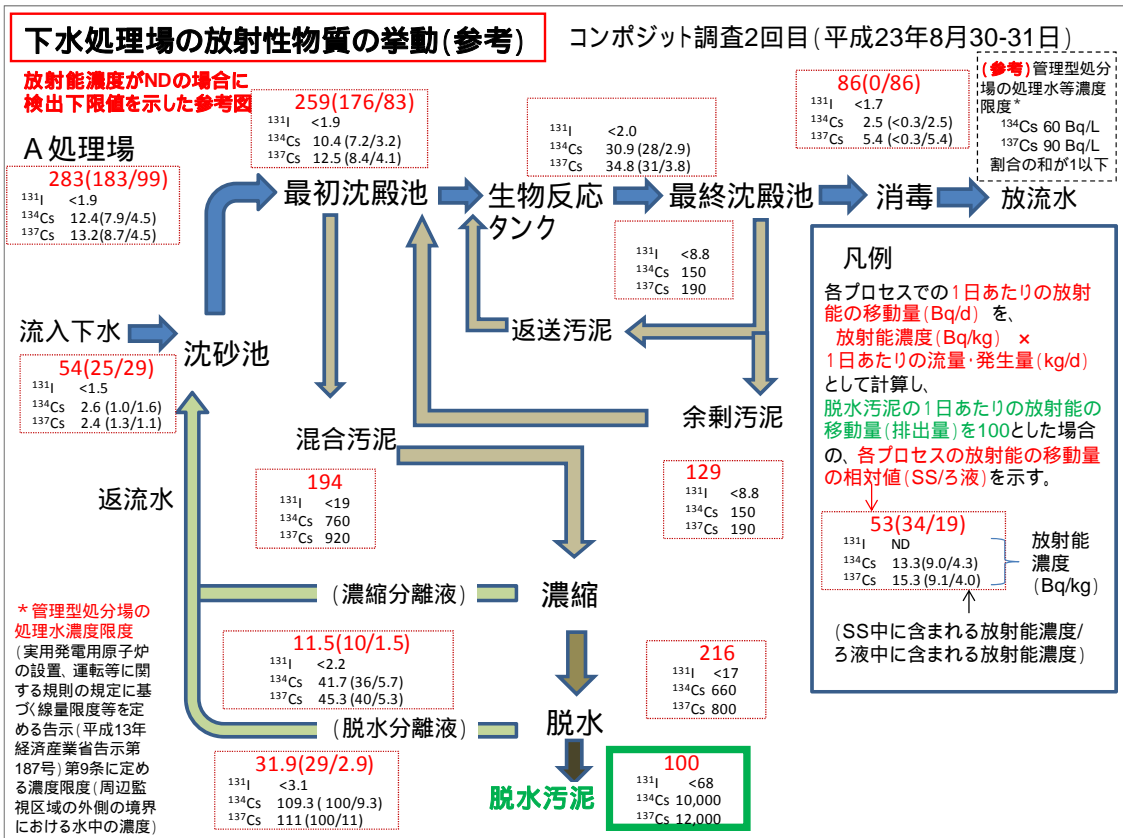 下水処理場の放射性物質の挙動(参考)
コンポジット調査2回目(平成23年8月30-31日)
放射能濃度がNDの場合に
検出下限値を示した参考図
259(176/83)
¹³¹I <1.9
¹³⁴Cs 10.4 (7.2/3.2)
¹³⁷Cs 12.5 (8.4/4.1)
¹³¹I <2.0
¹³⁴Cs 30.9 (28/2.9)
¹³⁷Cs 34.8 (31/3.8)
86(0/86)
¹³¹I <1.7
¹³⁴Cs 2.5 (<0.3/2.5)
¹³⁷Cs 5.4 (<0.3/5.4)
(参考)管理型処分
場の処理水等濃度
限度*
¹³⁴Cs 60 Bq/L
¹³⁷Cs 90 Bq/L
割合の和が1以下
A 処理場
283(183/99)
¹³¹I <1.9
¹³⁴Cs 12.4(7.9/4.5)
¹³⁷Cs 13.2(8.7/4.5)
最初沈殿池
生物反応
タンク
最終沈殿池
消毒
放流水
¹³¹I <8.8
¹³⁴Cs 150
¹³⁷Cs 190
返送汚泥
流入下水
沈砂池
54(25/29)
¹³¹I <1.5
¹³⁴Cs 2.6 (1.0/1.6)
¹³⁷Cs 2.4 (1.3/1.1)
余剰汚泥
混合汚泥
194
¹³¹I <19
¹³⁴Cs 760
¹³⁷Cs 920
129
¹³¹I <8.8
¹³⁴Cs 150
¹³⁷Cs 190
返流水
(濃縮分離液)
濃縮
11.5(10/1.5)
¹³¹I <2.2
¹³⁴Cs 41.7 (36/5.7)
¹³⁷Cs 45.3 (40/5.3)
216
¹³¹I <17
¹³⁴Cs 660
¹³⁷Cs 800
(脱水分離液)
脱水
31.9(29/2.9)
¹³¹I <3.1
¹³⁴Cs 109.3 ( 100/9.3)
¹³⁷Cs 111 (100/11)
脱水汚泥
100
¹³¹I <68
¹³⁴Cs 10,000
¹³⁷Cs 12,000
凡例
各プロセスでの1日あたりの放射
能の移動量(Bq/d) を、
放射能濃度(Bq/kg) ×
1日あたりの流量・発生量(kg/d)
として計算し、
脱水汚泥の1日あたりの放射能の
移動量(排出量)を100とした場合
の、各プロセスの放射能の移動量
の相対値(SS/ろ液)を示す。
53(34/19)
¹³¹I ND
¹³⁴Cs 13.3(9.0/4.3)
¹³⁷Cs 15.3(9.1/4.0)
放射能
濃度
(Bq/kg)
(SS中に含まれる放射能濃度/
ろ液中に含まれる放射能濃度)
*管理型処分場の
処理水濃度限度
(実用発電用原子炉
の設置、運転等に関
する規則の規定に基
づく線量限度等を定
める告示(平成13年
経済産業省告示第
187号)第9条に定め
る濃度限度(周辺監
視区域の外側の境界
における水中の濃度)